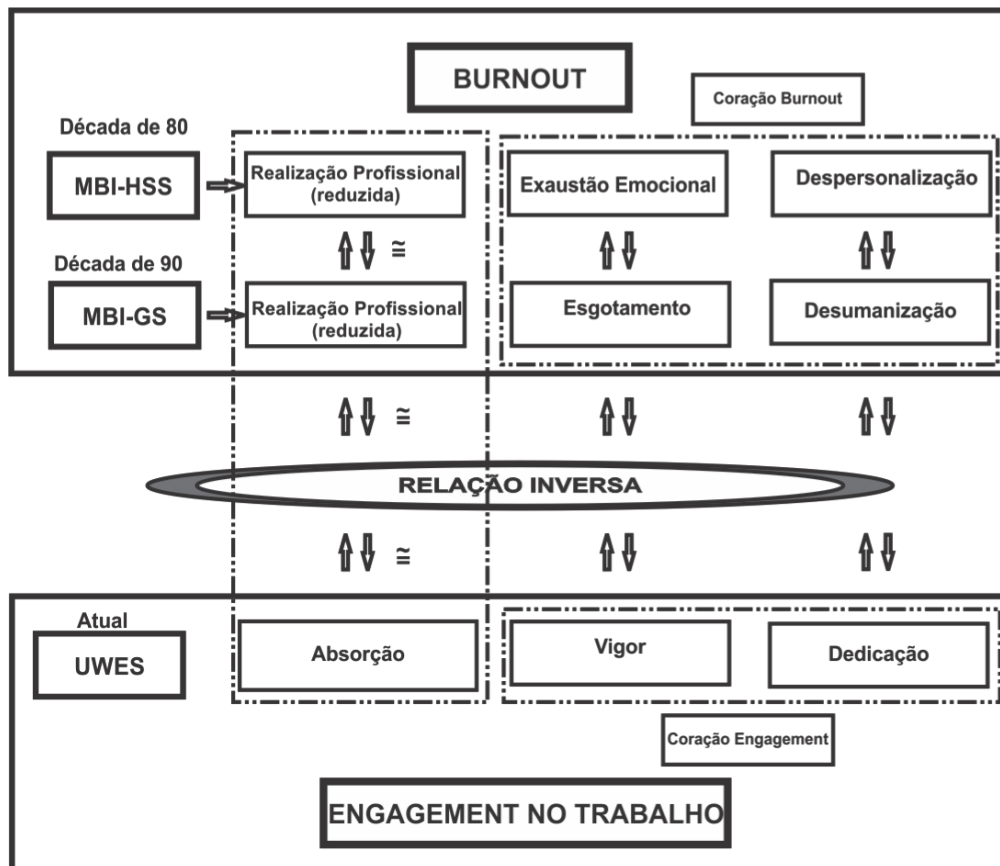 BURNOUT
Coração Burnout
Década de 80
MBI-HSS
Realização Profissional
(reduzida)
Exaustão Emocional
Despersonalização
≅
Década de 90
MBI-GS
Realização Profissional
(reduzida)
Esgotamento
Desumanização
≅
RELAÇÃO INVERSA
≅
Atual
UWES
Absorção
Vigor
Dedicação
Coração Engagement
ENGAGEMENT NO TRABALHO